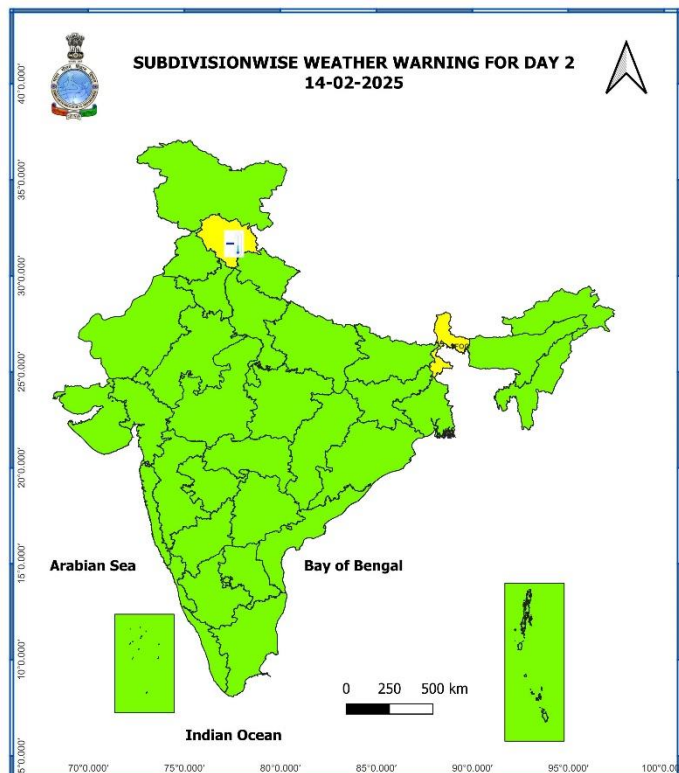 SUBDIVISIONWISE WEATHER WARNING FOR DAY 2
14-02-2025
40°0.000'
35°0.000'
30°0.000'
25°0.000'
20°0.000'
15°0.000'
10°0.000'
5°0.000'
FOG
Arabian Sea
Bay of Bengal
0 250 500 km
Indian Ocean
70°0.000' 75°0.000' 80°0.000' 85°0.000' 90°0.000' 95°0.000'